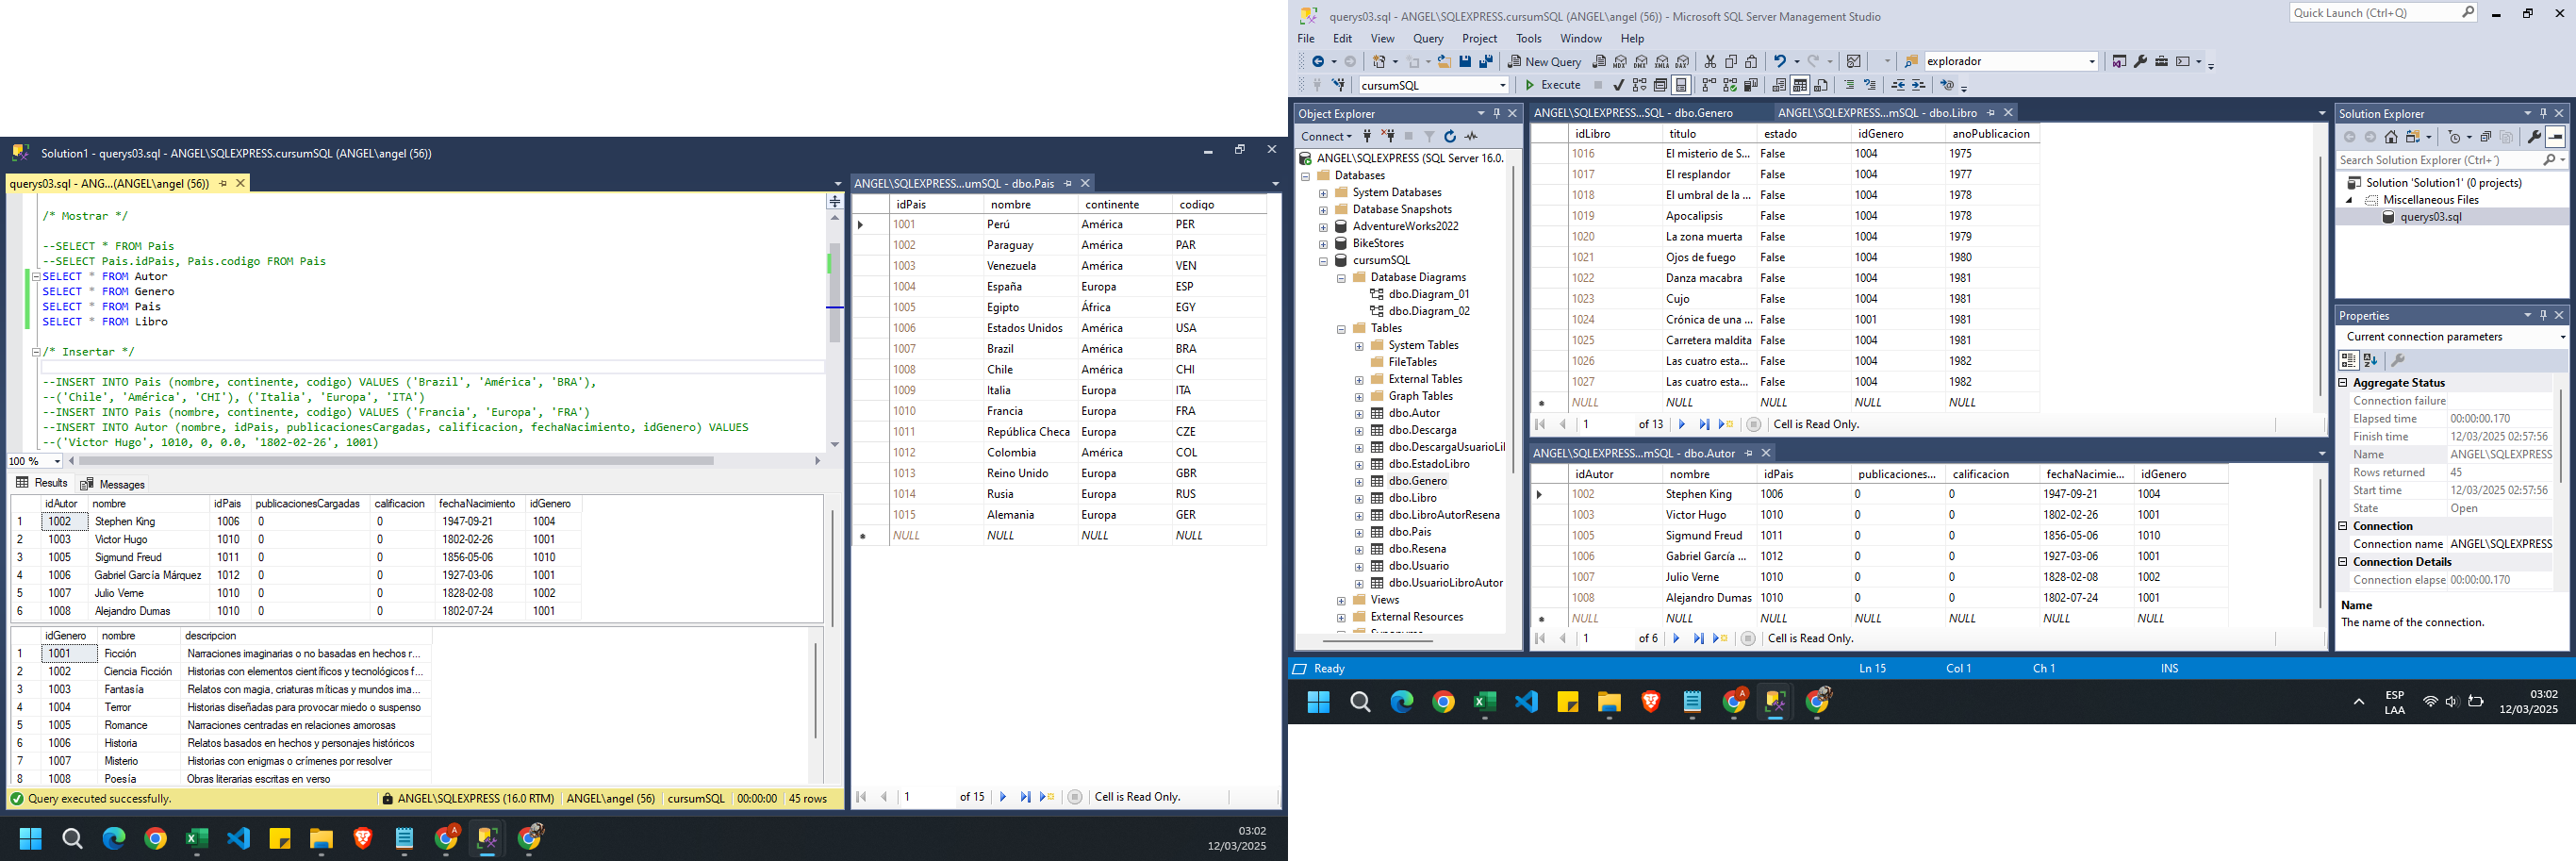 Solution1 - querys03.sql - ANGEL\SQLEXPRESS.cursumSQL (ANGEL\angel (56))
querys03.sql - ANG...(ANGEL\angel (56))
/* Mostrar */
--SELECT * FROM Pais
--SELECT Pais.idPais, Pais.codigo FROM Pais
SELECT * FROM Autor
SELECT * FROM Genero
SELECT * FROM Pais
SELECT * FROM Libro
/* Insertar */
--INSERT INTO Pais (nombre, continente, codigo) VALUES ('Brazil', 'América', 'BRA'),
--('Chile', 'América', 'CHI'), ('Italia', 'Europa', 'ITA')
--INSERT INTO Pais (nombre, continente, codigo) VALUES ('Francia', 'Europa', 'FRA')
--INSERT INTO Autor (nombre, idPais, publicacionesCargadas, calificacion, fechaNacimiento, idGenero) VALUES
--('Victor Hugo', 1010, 0, 0.0, '1802-02-26', 1001)
100 %
Results Messages
idAutor nombre idPais publicacionesCargadas calificacion fechaNacimiento idGenero
1 1002 Stephen King 1006 0 0 1947-09-21 1004
2 1003 Victor Hugo 1010 0 0 1802-02-26 1001
3 1005 Sigmund Freud 1011 0 0 1856-05-06 1010
4 1006 Gabriel García Márquez 1012 0 0 1927-03-06 1001
5 1007 Julio Verne 1010 0 0 1828-02-08 1002
6 1008 Alejandro Dumas 1010 0 0 1802-07-24 1001
idGenero nombre descripcion
1 1001 Ficción Narraciones imaginarias o no basadas en hechos r...
2 1002 Ciencia Ficción Historias con elementos científicos y tecnológicos f...
3 1003 Fantasía Relatos con magia, criaturas míticas y mundos ima...
4 1004 Terror Historias diseñadas para provocar miedo o suspenso
5 1005 Romance Narraciones centradas en relaciones amorosas
6 1006 Historia Relatos basados en hechos y personajes históricos
7 1007 Misterio Historias con enigmas o crímenes por resolver
8 1008 Poesía Obras literarias escritas en verso
Query executed successfully. ANGEL\SQLEXPRESS (16.0 RTM) ANGEL\angel (56) cursumSQL 00:00:00 45 rows
ANGEL\SQLEXPRESS...umSQL - dbo.Pais
idPais nombre continente codigo
1001 Perú América PER
1002 Paraguay América PAR
1003 Venezuela América VEN
1004 España Europa ESP
1005 Egipto África EGY
1006 Estados Unidos América USA
1007 Brazil América BRA
1008 Chile América CHI
1009 Italia Europa ITA
1010 Francia Europa FRA
1011 República Checa Europa CZE
1012 Colombia América COL
1013 Reino Unido Europa GBR
1014 Rusia Europa RUS
1015 Alemania Europa GER
NULL NULL NULL NULL
1 of 15 Cell is Read Only.
03:02
12/03/2025
querys03.sql - ANGEL\SQLEXPRESS.cursumSQL (ANGEL\angel (56)) - Microsoft SQL Server Management Studio
Quick Launch (Ctrl+Q)
File Edit View Query Project Tools Window Help
New Query MDX DMX XMLA DAX explorador
cursumSQL Execute
Object Explorer
Connect
ANGEL\SQLEXPRESS (SQL Server 16.0.
Databases
System Databases
Database Snapshots
AdventureWorks2022
BikeStores
cursumSQL
Database Diagrams
dbo.Diagram_01
dbo.Diagram_02
Tables
System Tables
FileTables
External Tables
Graph Tables
dbo.Autor
dbo.Descarga
dbo.DescargaUsuarioLil
dbo.EstadoLibro
dbo.Genero
dbo.Libro
dbo.LibroAutorResena
dbo.Pais
dbo.Resena
dbo.Usuario
dbo.UsuarioLibroAutor
Views
External Resources
ANGEL\SQLEXPRESS...SQL - dbo.Genero ANGEL\SQLEXPRESS...mSQL - dbo.Libro
idLibro titulo estado idGenero anoPublicacion
1016 El misterio de S... False 1004 1975
1017 El resplandor False 1004 1977
1018 El umbral de la ... False 1004 1978
1019 Apocalipsis False 1004 1978
1020 La zona muerta False 1004 1979
1021 Ojos de fuego False 1004 1980
1022 Danza macabra False 1004 1981
1023 Cujo False 1004 1981
1024 Crónica de una ... False 1001 1981
1025 Carretera maldita False 1004 1981
1026 Las cuatro esta... False 1004 1982
1027 Las cuatro esta... False 1004 1982
NULL NULL NULL NULL NULL
1 of 13 Cell is Read Only.
ANGEL\SQLEXPRESS...mSQL - dbo.Autor
idAutor nombre idPais publicaciones... calificacion fechaNacimie... idGenero
1002 Stephen King 1006 0 0 1947-09-21 1004
1003 Victor Hugo 1010 0 0 1802-02-26 1001
1005 Sigmund Freud 1011 0 0 1856-05-06 1010
1006 Gabriel García ... 1012 0 0 1927-03-06 1001
1007 Julio Verne 1010 0 0 1828-02-08 1002
1008 Alejandro Dumas 1010 0 0 1802-07-24 1001
NULL NULL NULL NULL NULL NULL NULL
1 of 6 Cell is Read Only.
Solution Explorer
Search Solution Explorer (Ctrl+¨)
Solution 'Solution1' (0 projects)
Miscellaneous Files
querys03.sql
Properties
Current connection parameters
Aggregate Status
Connection failure
Elapsed time 00:00:00.170
Finish time 12/03/2025 02:57:56
Name ANGEL\SQLEXPRESS
Rows returned 45
Start time 12/03/2025 02:57:56
State Open
Connection
Connection name ANGEL\SQLEXPRESS
Connection Details
Connection elapse 00:00:00.170
Name
The name of the connection.
Ready Ln 15 Col 1 Ch 1 INS
ESP
LAA
03:02
12/03/2025